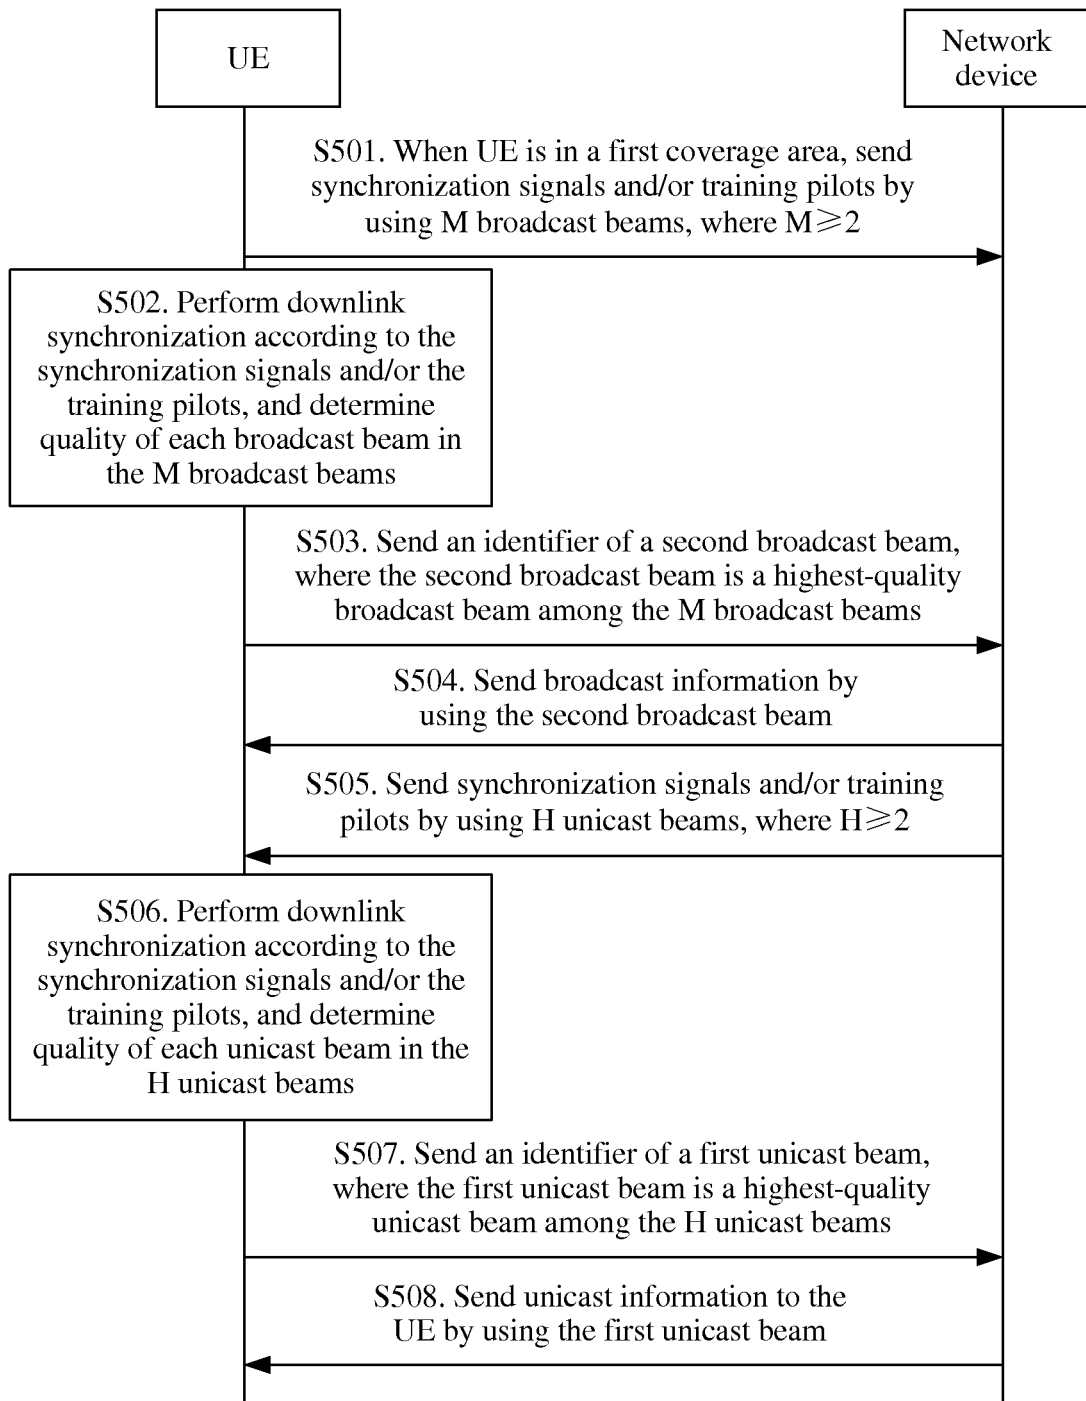 UE
Network
device
S501. When UE is in a first coverage area, send
synchronization signals and/or training pilots by
using M broadcast beams, where M⩾2
S502. Perform downlink
synchronization according to the
synchronization signals and/or the
training pilots, and determine
quality of each broadcast beam in
the M broadcast beams
S503. Send an identifier of a second broadcast beam,
where the second broadcast beam is a highest-quality
broadcast beam among the M broadcast beams
S504. Send broadcast information by
using the second broadcast beam
S505. Send synchronization signals and/or training
pilots by using H unicast beams, where H⩾2
S506. Perform downlink
synchronization according to the
synchronization signals and/or the
training pilots, and determine
quality of each unicast beam in the
H unicast beams
S507. Send an identifier of a first unicast beam,
where the first unicast beam is a highest-quality
unicast beam among the H unicast beams
S508. Send unicast information to the
UE by using the first unicast beam